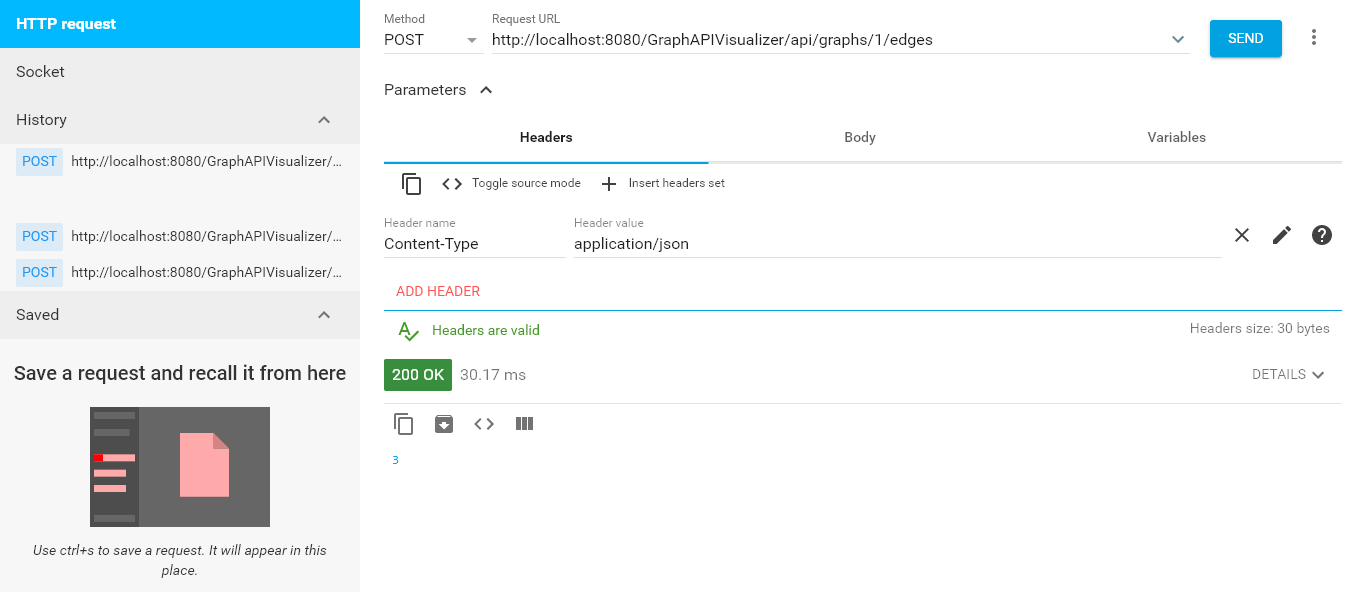 HTTP request
Socket
History
POST http://localhost:8080/GraphAPIVisualizer/...
POST http://localhost:8080/GraphAPIVisualizer/...
POST http://localhost:8080/GraphAPIVisualizer/...
Saved
Save a request and recall it from here
Use ctrl+s to save a request. It will appear in this
place.
Method
POST
Request URL
http://localhost:8080/GraphAPIVisualizer/api/graphs/1/edges
SEND
Parameters
Headers Body Variables
Toggle source mode Insert headers set
Header name Header value
Content-Type application/json
ADD HEADER
Headers are valid Headers size: 30 bytes
200 OK 30.17 ms DETAILS
3